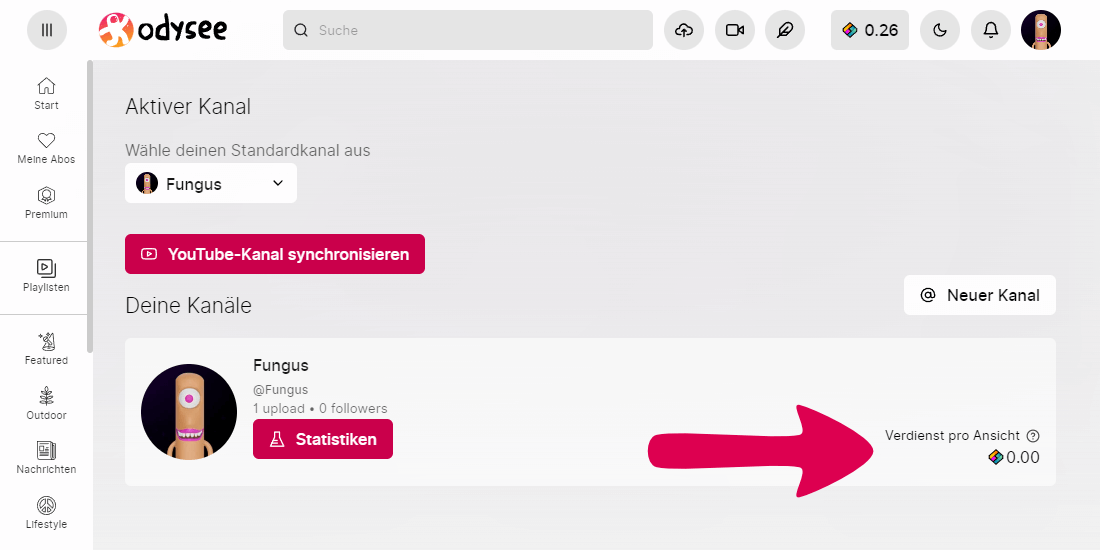 odysee
Suche
0.26
Start
Meine Abos
Premium
Playlisten
Featured
Outdoor
Nachrichten
Lifestyle
Aktiver Kanal
Wähle deinen Standardkanal aus
Fungus
YouTube-Kanal synchronisieren
Deine Kanäle
@ Neuer Kanal
Fungus
@Fungus
1 upload • 0 followers
Statistiken
Verdienst pro Ansicht ?
0.00